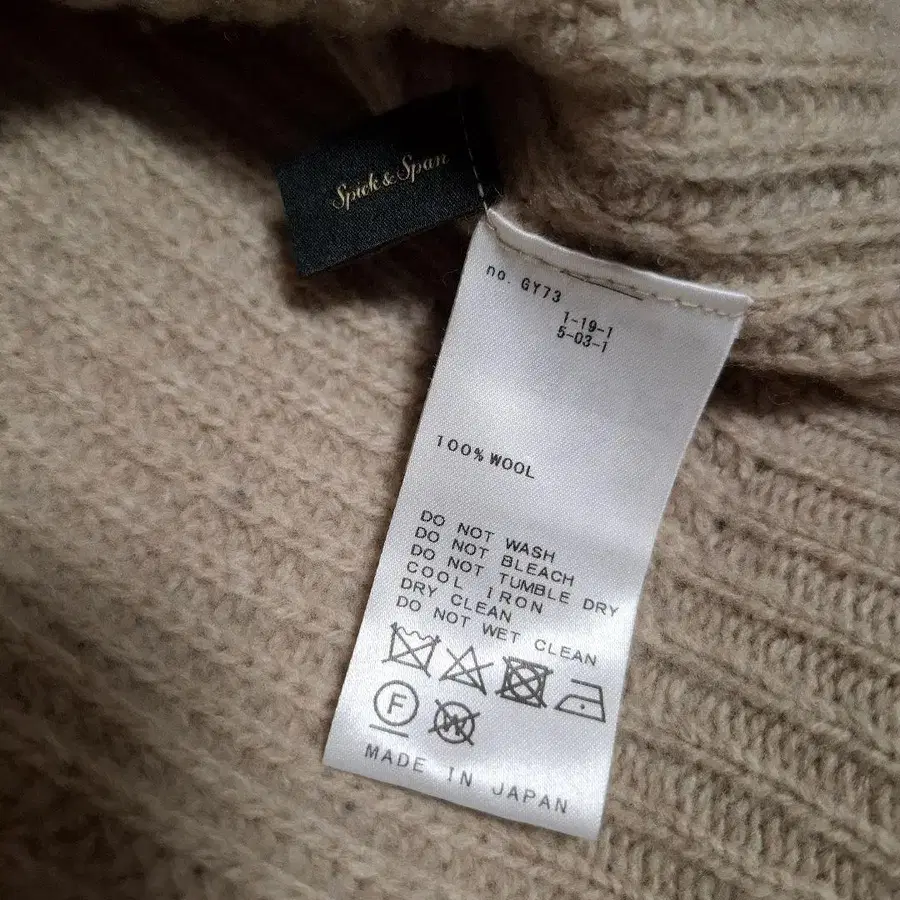 Spick & Span
no. GY73
1-19-1
5-03-1
100% WOOL
DO NOT WASH
DO NOT BLEACH
DO NOT TUMBLE DRY
COOL IRON
DRY CLEAN
DO NOT WET CLEAN
F W
MADE IN JAPAN